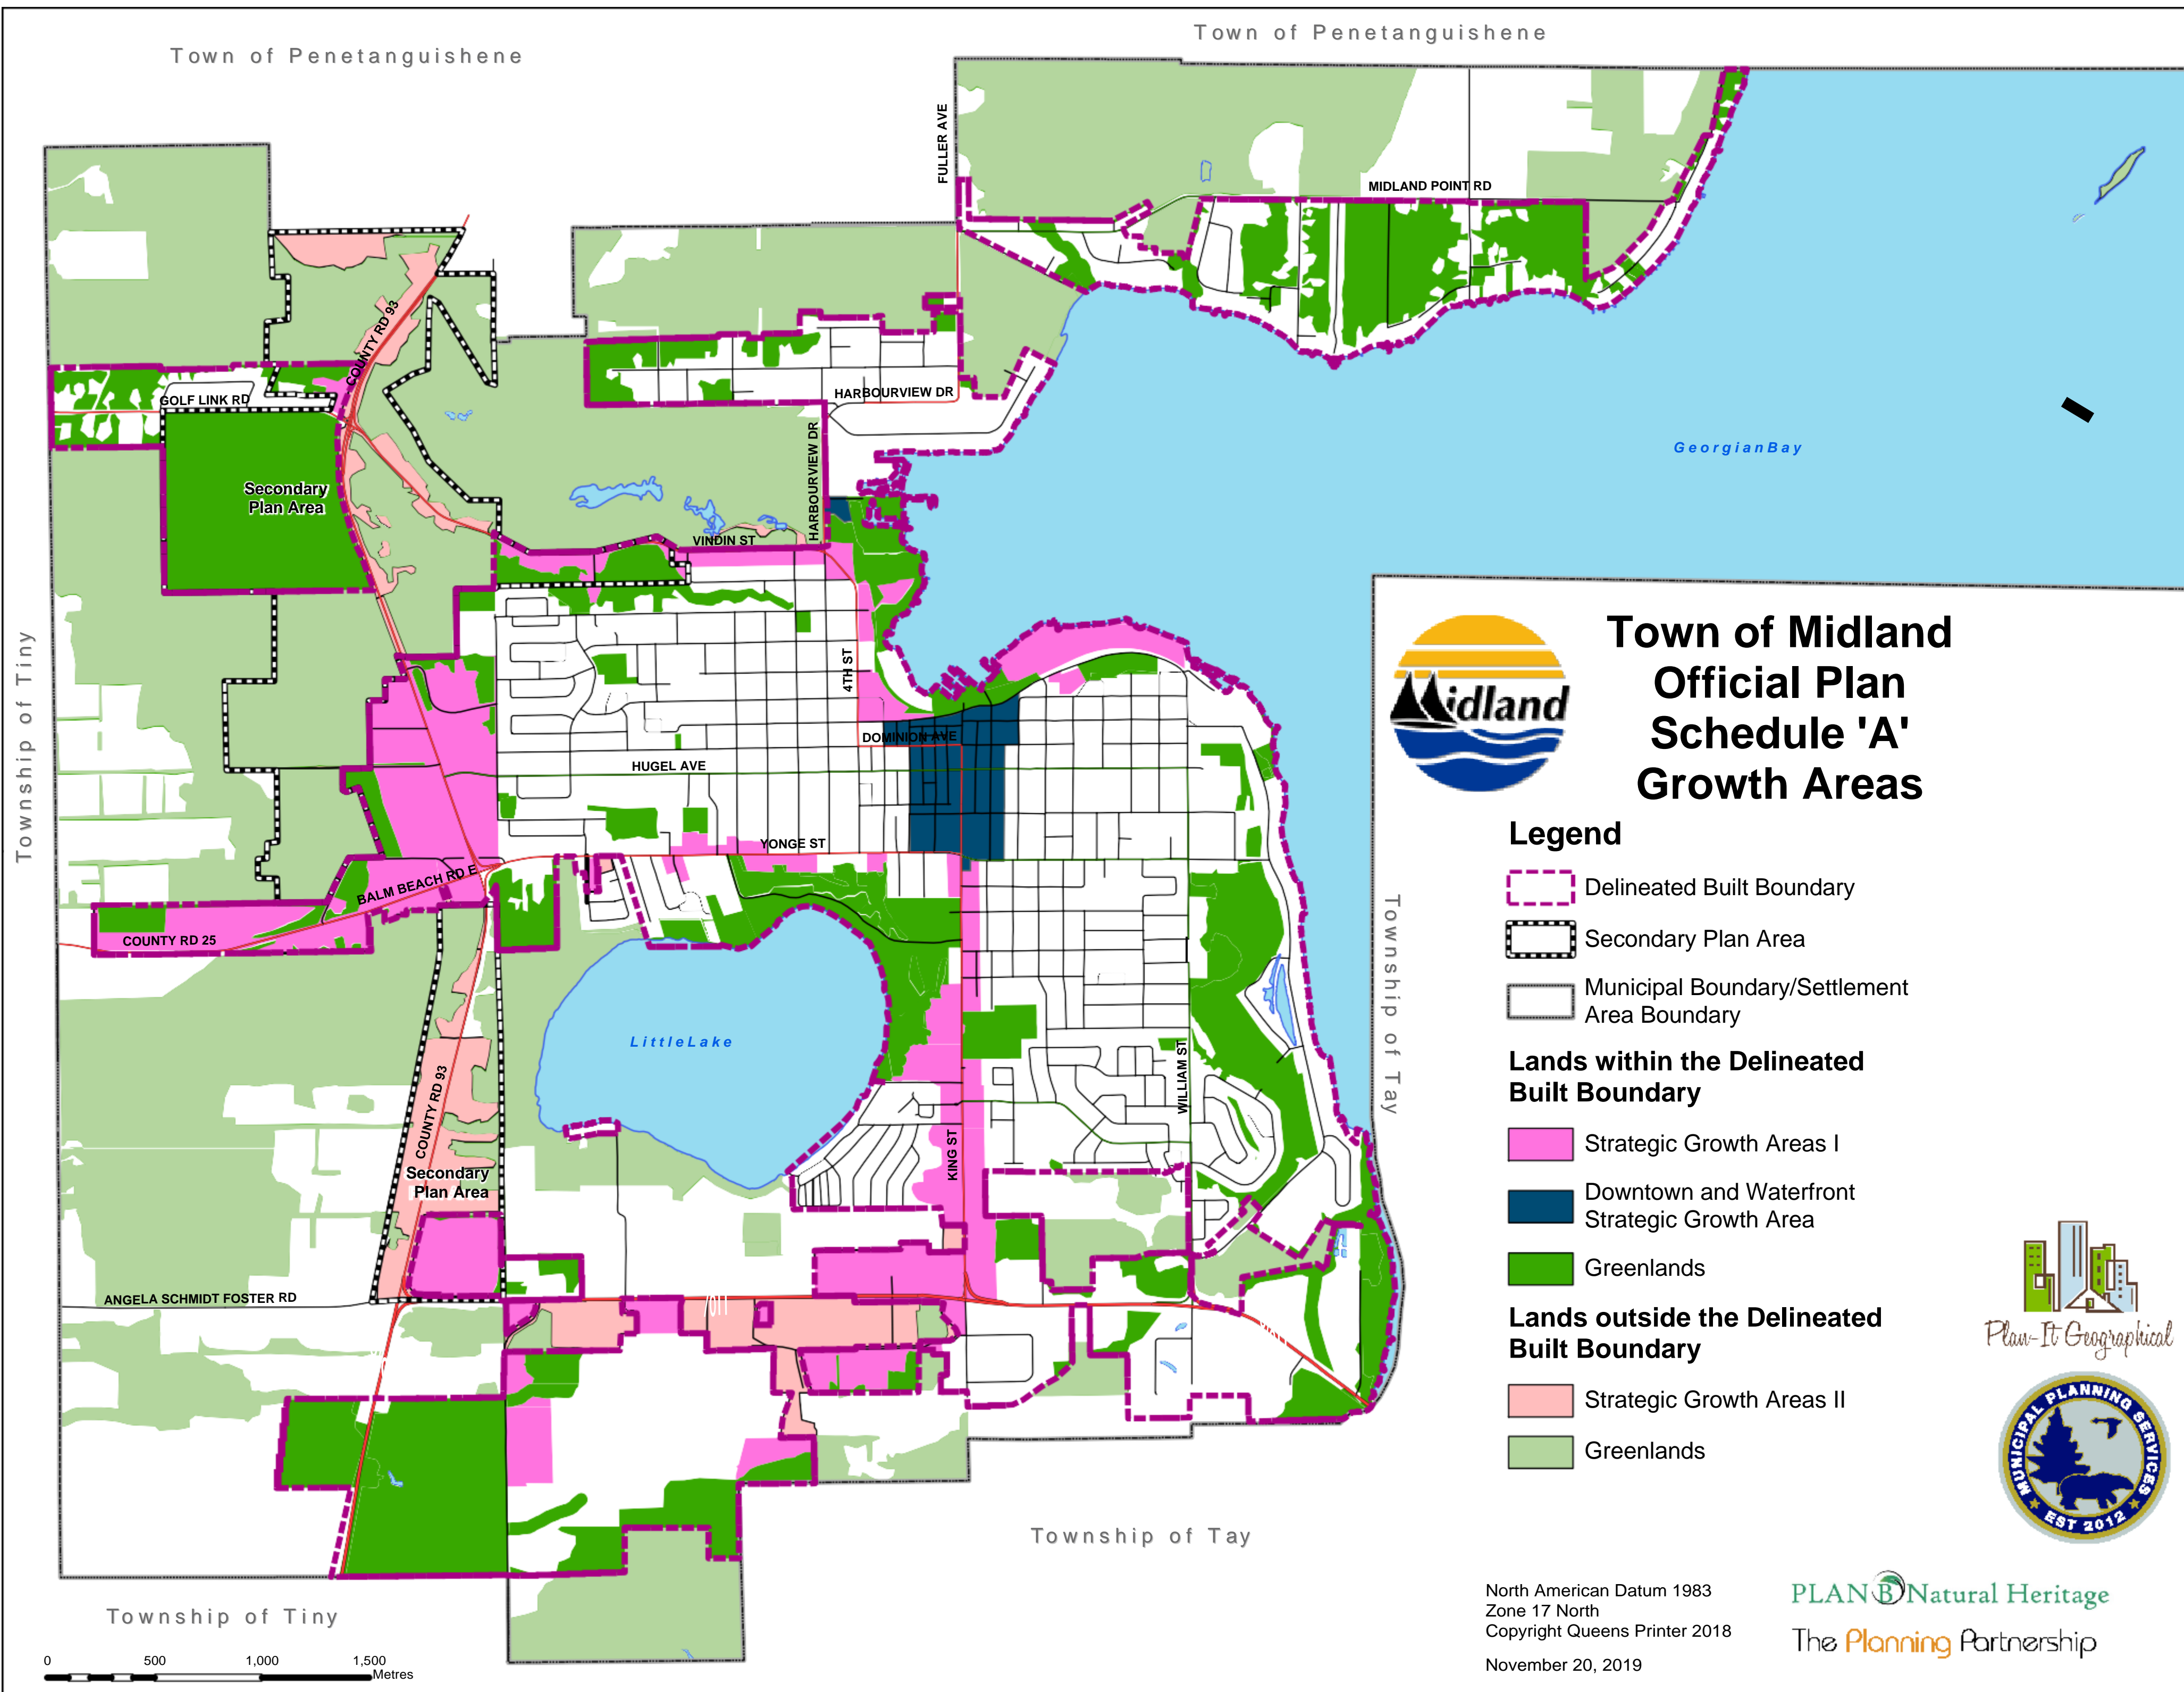 Town of Penetanguishene
Town of Penetanguishene
FULLER AVE
MIDLAND POINT RD
COUNTY RD 93
GOLF LINK RD
HARBOURVIEW DR
HARBOURVIEW DR
GeorgianBay
Secondary
Plan Area
VINDIN ST
Township of Tiny
4TH ST
DOMINION AVE
HUGEL AVE
YONGE ST
BALM BEACH RD E
COUNTY RD 25
LittleLake
COUNTY RD 93
WILLIAM ST
KING ST
Secondary
Plan Area
ANGELA SCHMIDT FOSTER RD
Township of Tay
Township of Tay
Township of Tiny
0 500 1,000 1,500
Metres
Midland
Town of Midland
Official Plan
Schedule 'A'
Growth Areas
Legend
Delineated Built Boundary
Secondary Plan Area
Municipal Boundary/Settlement
Area Boundary
Lands within the Delineated
Built Boundary
Strategic Growth Areas I
Downtown and Waterfront
Strategic Growth Area
Greenlands
Lands outside the Delineated
Built Boundary
Strategic Growth Areas II
Greenlands
Plan-It Geographical
MUNICIPAL PLANNING SERVICES
EST 2012
North American Datum 1983
Zone 17 North
Copyright Queens Printer 2018
November 20, 2019
PLAN B Natural Heritage
The Planning Partnership